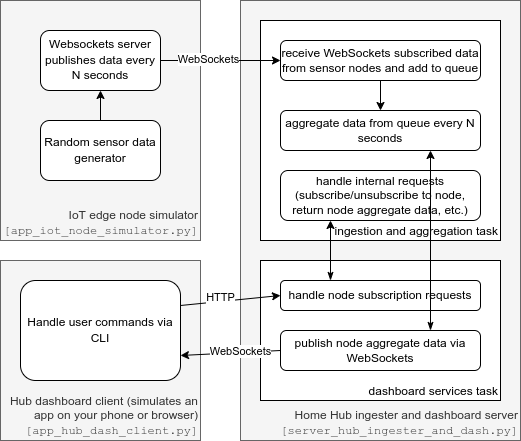 Websockets server
publishes data every
N seconds
Random sensor data
generator
IoT edge node simulator
[app_iot_node_simulator.py]
WebSockets
receive WebSockets subscribed data
from sensor nodes and add to queue
aggregate data from queue every N
seconds
handle internal requests
(subscribe/unsubscribe to node,
return node aggregate data, etc.)
ingestion and aggregation task
Handle user commands via
CLI
Hub dashboard client (simulates an
app on your phone or browser)
[app_hub_dash_client.py]
HTTP
WebSockets
handle node subscription requests
publish node aggregate data via
WebSockets
dashboard services task
Home Hub ingester and dashboard server
[server_hub_ingester_and_dash.py]